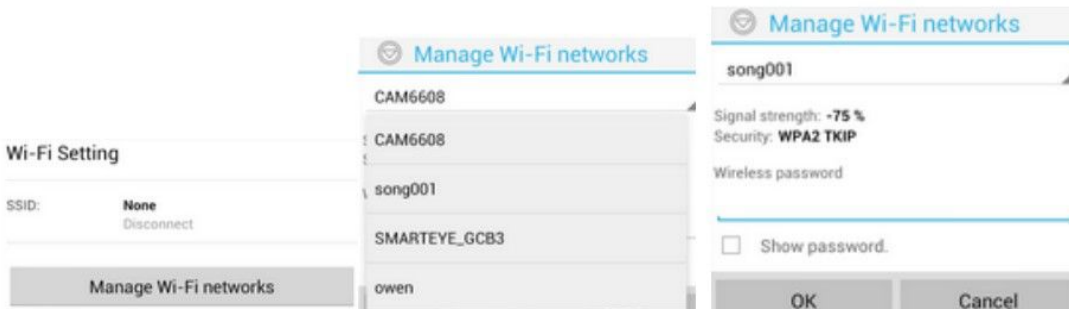 Wi-Fi Setting
SSID: None
Disconnect
Manage Wi-Fi networks
Manage Wi-Fi networks
CAM6608
CAM6608
song001
SMARTEYE_GCB3
owen
Manage Wi-Fi networks
song001
Signal strength: -75 %
Security: WPA2 TKIP
Wireless password
Show password.
OK Cancel